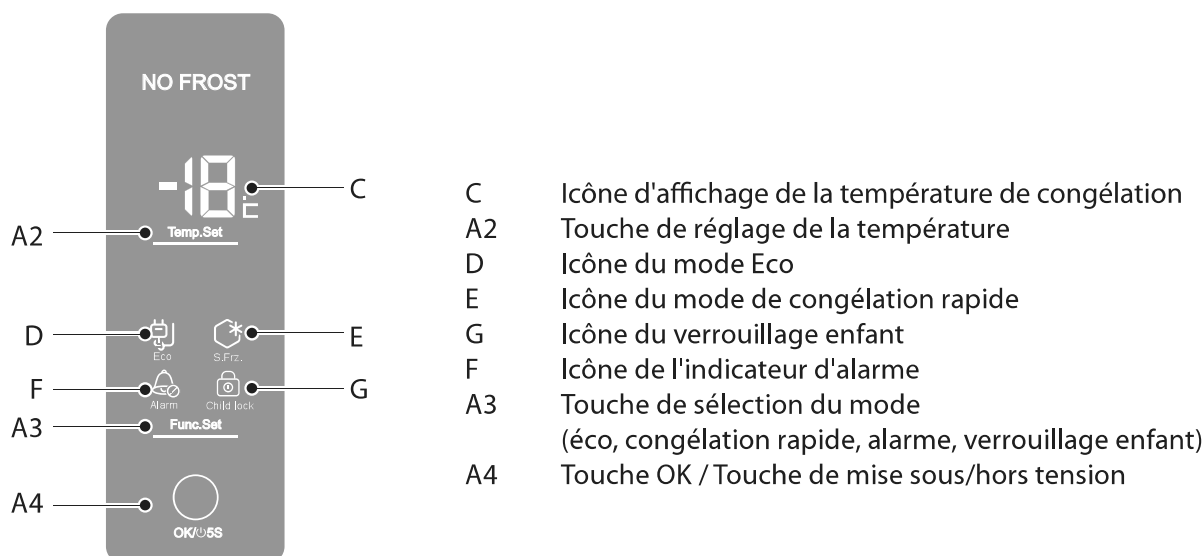 NO FROST
-18
C
A2
Temp.Set
D
E
Eco
S.Frz.
F
G
Alarm
Child lock
A3
Func.Set
A4
OK/⏻5S
C Icône d'affichage de la température de congélation
A2 Touche de réglage de la température
D Icône du mode Eco
E Icône du mode de congélation rapide
G Icône du verrouillage enfant
F Icône de l'indicateur d'alarme
A3 Touche de sélection du mode
(éco, congélation rapide, alarme, verrouillage enfant)
A4 Touche OK / Touche de mise sous/hors tension